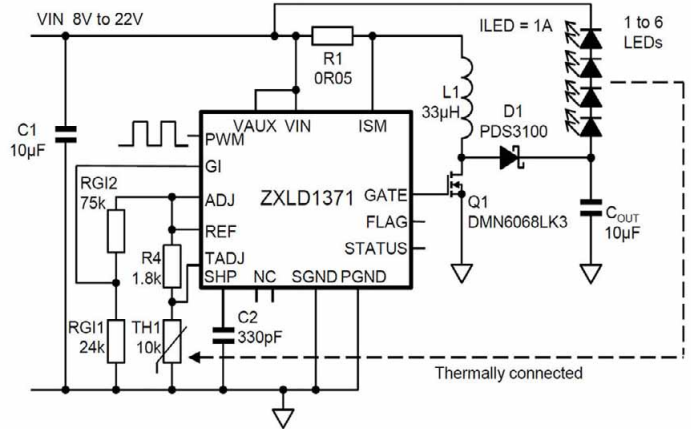 VIN 8V to 22V
ILED = 1A
1 to 6
LEDs
R1
0R05
L1
33µH
D1
PDS3100
C1
10µF
VAUX
VIN
ISM
PWM
GI
ADJ
REF
TADJ
SHP
NC
SGND
PGND
ZXLD1371
GATE
FLAG
STATUS
Q1
DMN6068LK3
COUT
10µF
RGI2
75k
R4
1.8k
RGI1
24k
TH1
10k
C2
330pF
Thermally connected